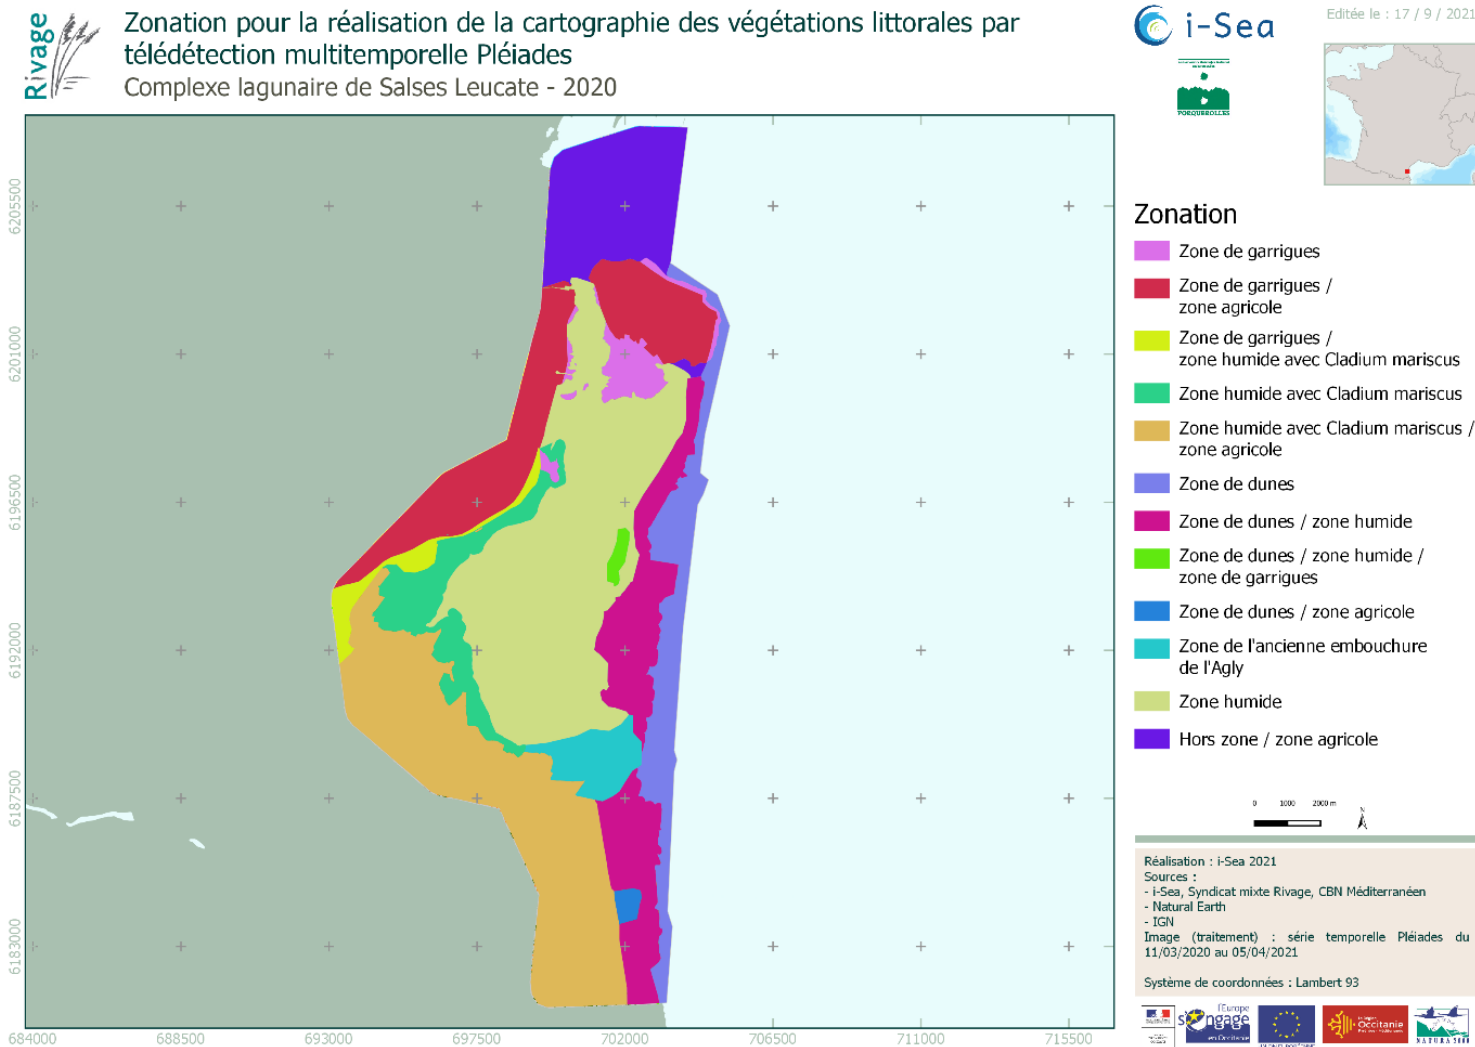 Rivage
Zonation pour la réalisation de la cartographie des végétations littorales par
télédétection multitemporelle Pléiades
Complexe lagunaire de Salses Leucate - 2020
i-Sea
Editée le : 17 / 9 / 2021
PORQUEROLLES
Zonation
Zone de garrigues
Zone de garrigues /
zone agricole
Zone de garrigues /
zone humide avec Cladium mariscus
Zone humide avec Cladium mariscus
Zone humide avec Cladium mariscus /
zone agricole
Zone de dunes
Zone de dunes / zone humide
Zone de dunes / zone humide /
zone de garrigues
Zone de dunes / zone agricole
Zone de l'ancienne embouchure
de l'Agly
Zone humide
Hors zone / zone agricole
0 1000 2000 m
N
Réalisation : i-Sea 2021
Sources :
- i-Sea, Syndicat mixte Rivage, CBN Méditerranéen
- Natural Earth
- IGN
Image (traitement) : série temporelle Pléiades du
11/03/2020 au 05/04/2021
Système de coordonnées : Lambert 93
l'Europe
s'engage
en Occitanie
Occitanie
NATURA 2000
6205500
6201000
6196500
6192000
6187500
6183000
684000 688500 693000 697500 702000 706500 711000 715500